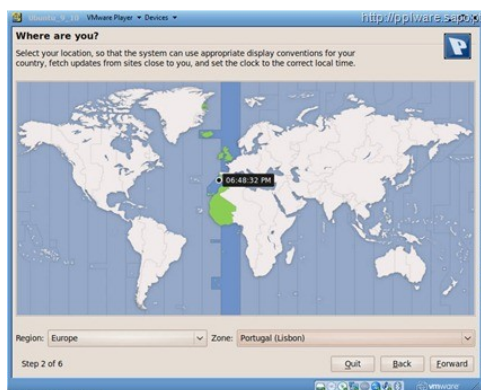 Ubuntu_9_10 VMware Player ▾ Devices ▾
http://pplware.sapo.pt
Where are you?
Select your location, so that the system can use appropriate display conventions for your
country, fetch updates from sites close to you, and set the clock to the correct local time.
06:48:32 PM
Region: Europe Zone: Portugal (Lisbon)
Step 2 of 6 Quit Back Forward
vmware